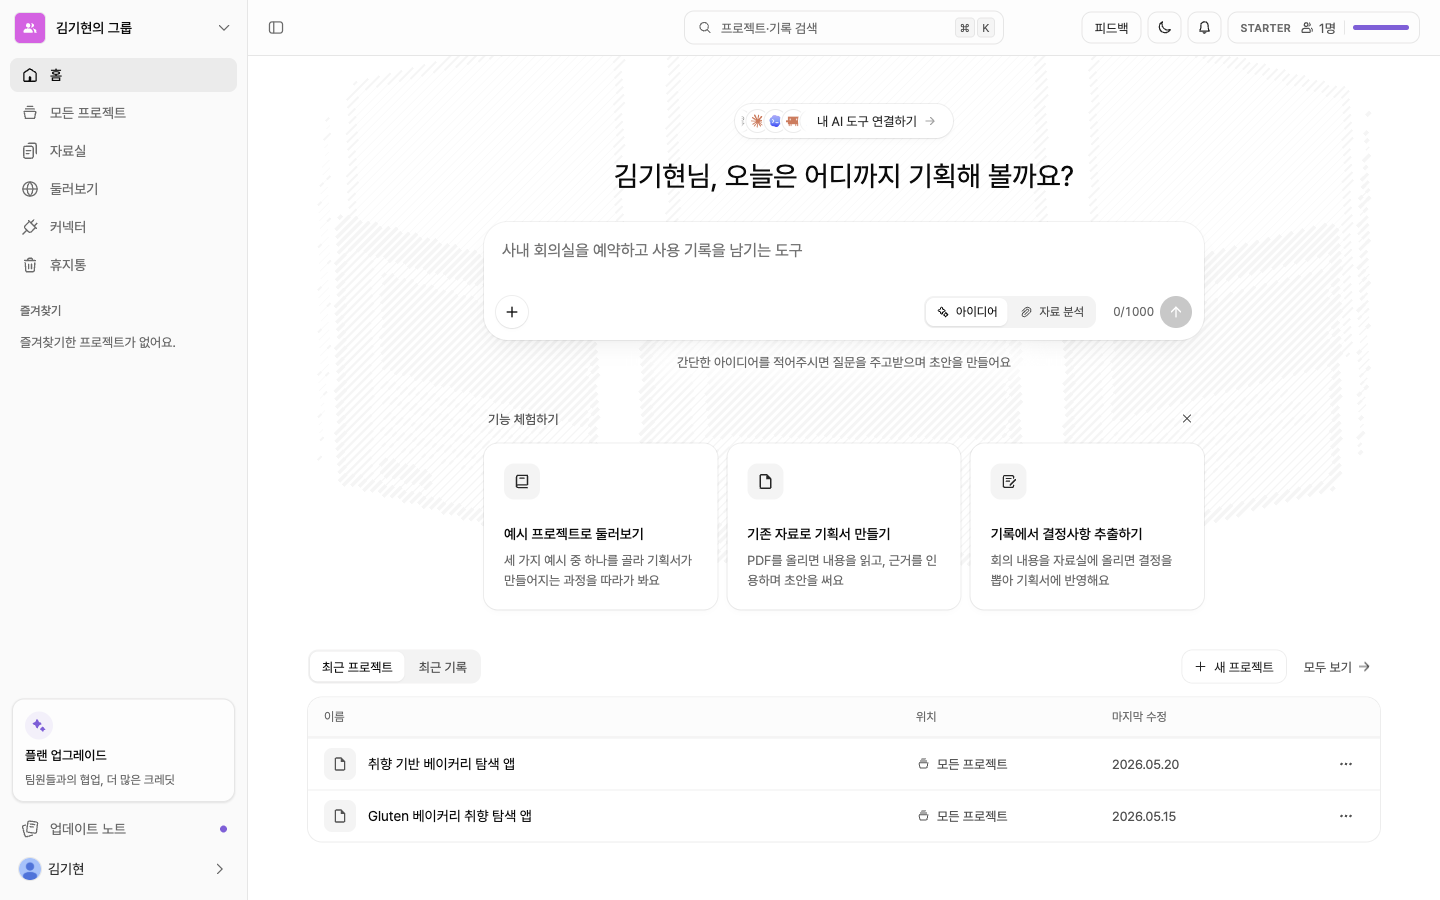 김기현의 그룹
홈
모든 프로젝트
자료실
둘러보기
커넥터
휴지통
즐겨찾기
즐겨찾기한 프로젝트가 없어요.
플랜 업그레이드
팀원들과의 협업, 더 많은 크레딧
업데이트 노트
김기현
프로젝트·기록 검색 ⌘ K
피드백
STARTER 1명
내 AI 도구 연결하기
김기현님, 오늘은 어디까지 기획해 볼까요?
사내 회의실을 예약하고 사용 기록을 남기는 도구
아이디어 자료 분석 0/1000
간단한 아이디어를 적어주시면 질문을 주고받으며 초안을 만들어요
기능 체험하기
예시 프로젝트로 둘러보기
세 가지 예시 중 하나를 골라 기획서가
만들어지는 과정을 따라가 봐요
기존 자료로 기획서 만들기
PDF를 올리면 내용을 읽고, 근거를 인
용하며 초안을 써요
기록에서 결정사항 추출하기
회의 내용을 자료실에 올리면 결정을
뽑아 기획서에 반영해요
최근 프로젝트 최근 기록
새 프로젝트 모두 보기
이름 위치 마지막 수정
취향 기반 베이커리 탐색 앱 모든 프로젝트 2026.05.20
Gluten 베이커리 취향 탐색 앱 모든 프로젝트 2026.05.15